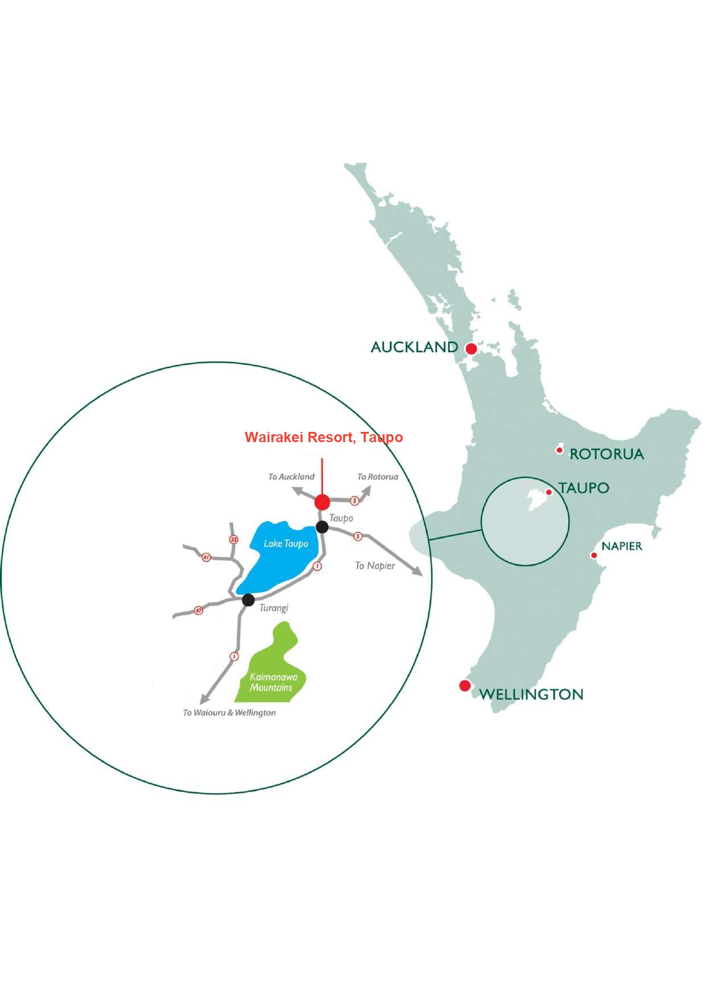 AUCKLAND
Wairakei Resort, Taupo
ROTORUA
To Auckland
To Rotorua
5
TAUPO
Taupo
5
32
Lake Taupo
NAPIER
41
1
To Napier
Turangi
47
1
Kaimanawa
Mountains
WELLINGTON
To Waiouru & Wellington